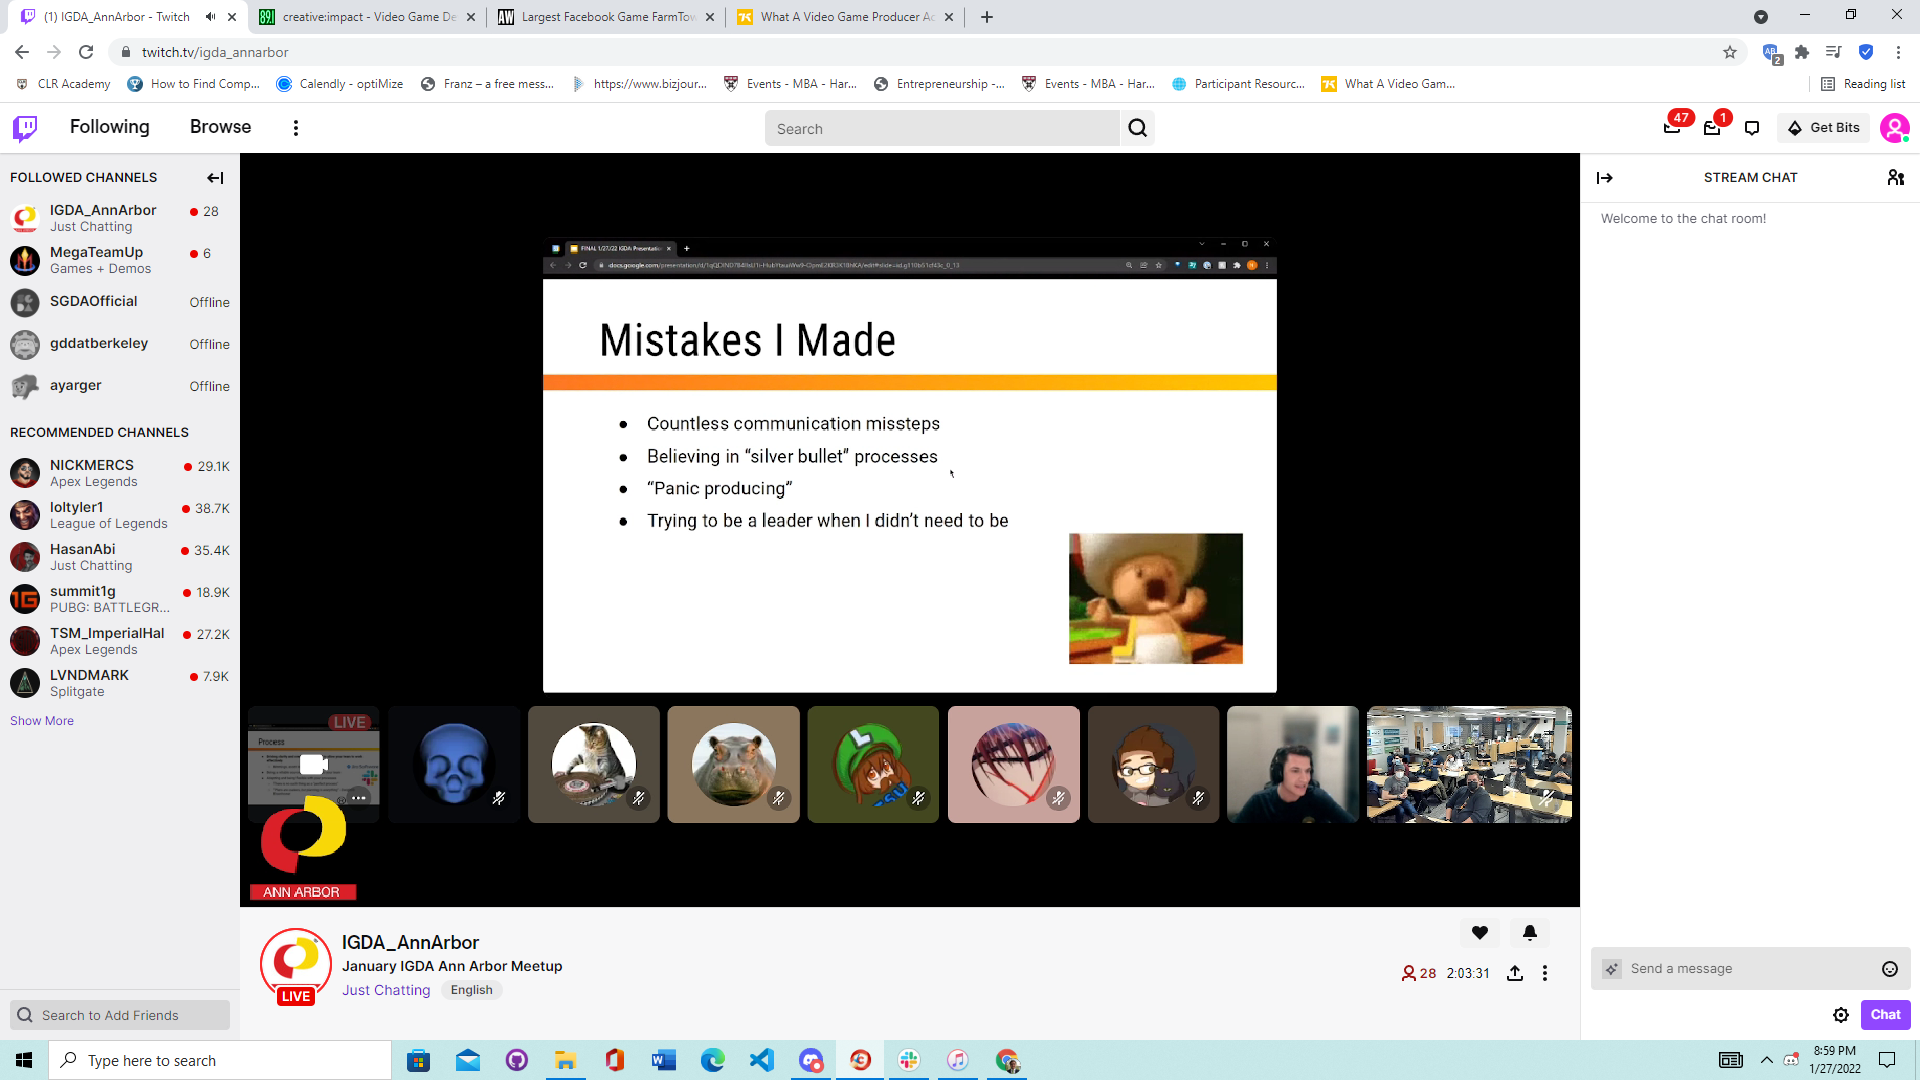 (1) IGDA_AnnArbor - Twitch
creative:impact - Video Game De
Largest Facebook Game FarmTow
What A Video Game Producer Ac
twitch.tv/igda_annarbor
CLR Academy
How to Find Comp...
Calendly - optiMize
Franz – a free mess...
https://www.bizjour...
Events - MBA - Har...
Entrepreneurship -...
Events - MBA - Har...
Participant Resourc...
What A Video Gam...
Reading list
Following
Browse
Search
47
1
Get Bits
FOLLOWED CHANNELS
IGDA_AnnArbor
28
Just Chatting
MegaTeamUp
6
Games + Demos
SGDAOfficial
Offline
gddatberkeley
Offline
ayarger
Offline
RECOMMENDED CHANNELS
NICKMERCS
29.1K
Apex Legends
loltyler1
38.7K
League of Legends
HasanAbi
35.4K
Just Chatting
summit1g
18.9K
PUBG: BATTLEGR...
TSM_ImperialHal
27.2K
Apex Legends
LVNDMARK
7.9K
Splitgate
Show More
Search to Add Friends
FINAL 1/27/22 IGDA Presentatio
Mistakes I Made
Countless communication missteps
Believing in “silver bullet” processes
“Panic producing”
Trying to be a leader when I didn’t need to be
LIVE
Process
ANN ARBOR
IGDA_AnnArbor
January IGDA Ann Arbor Meetup
Just Chatting
English
LIVE
28
2:03:31
STREAM CHAT
Welcome to the chat room!
Send a message
Chat
Type here to search
8:59 PM
1/27/2022